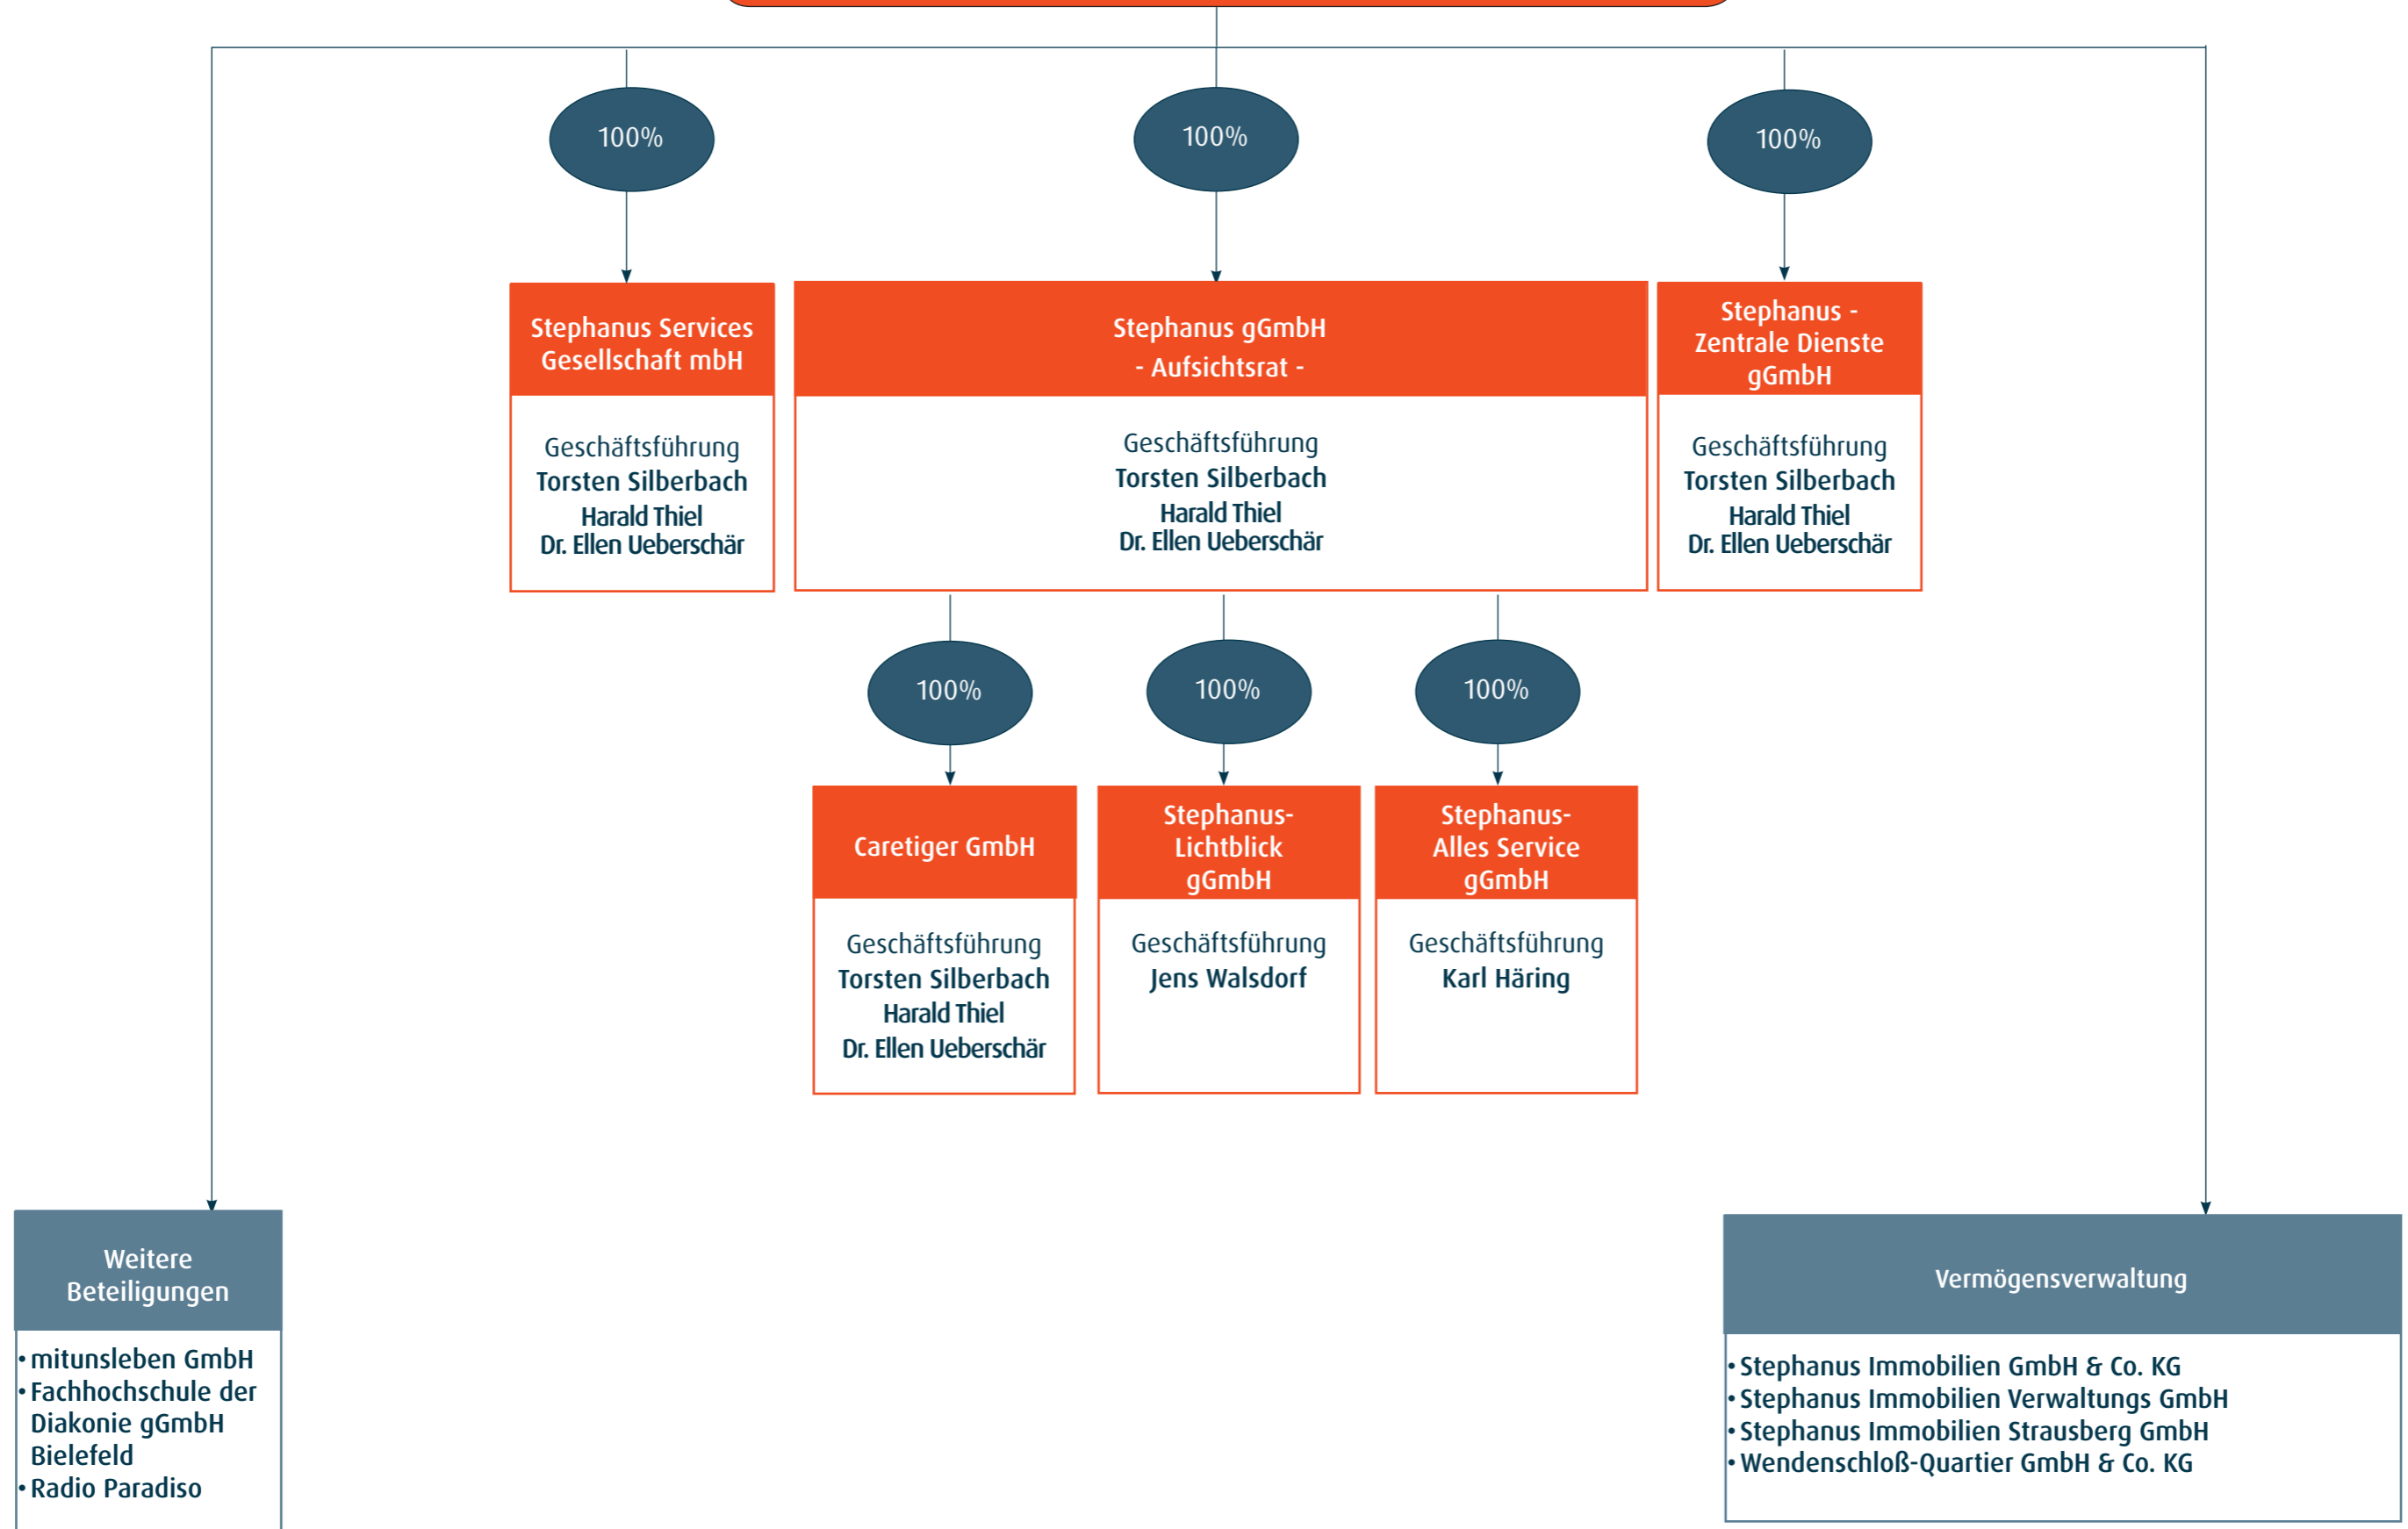 100%
100%
100%
Stephanus Services
Gesellschaft mbH
Geschäftsführung
Torsten Silberbach
Harald Thiel
Dr. Ellen Ueberschär
Stephanus gGmbH
- Aufsichtsrat -
Geschäftsführung
Torsten Silberbach
Harald Thiel
Dr. Ellen Ueberschär
Stephanus -
Zentrale Dienste
gGmbH
Geschäftsführung
Torsten Silberbach
Harald Thiel
Dr. Ellen Ueberschär
100%
100%
100%
Caretiger GmbH
Geschäftsführung
Torsten Silberbach
Harald Thiel
Dr. Ellen Ueberschär
Stephanus-
Lichtblick
gGmbH
Geschäftsführung
Jens Walsdorf
Stephanus-
Alles Service
gGmbH
Geschäftsführung
Karl Häring
Weitere
Beteiligungen
• mitunsleben GmbH
• Fachhochschule der
Diakonie gGmbH
Bielefeld
• Radio Paradiso
Vermögensverwaltung
• Stephanus Immobilien GmbH & Co. KG
• Stephanus Immobilien Verwaltungs GmbH
• Stephanus Immobilien Strausberg GmbH
• Wendenschloß-Quartier GmbH & Co. KG